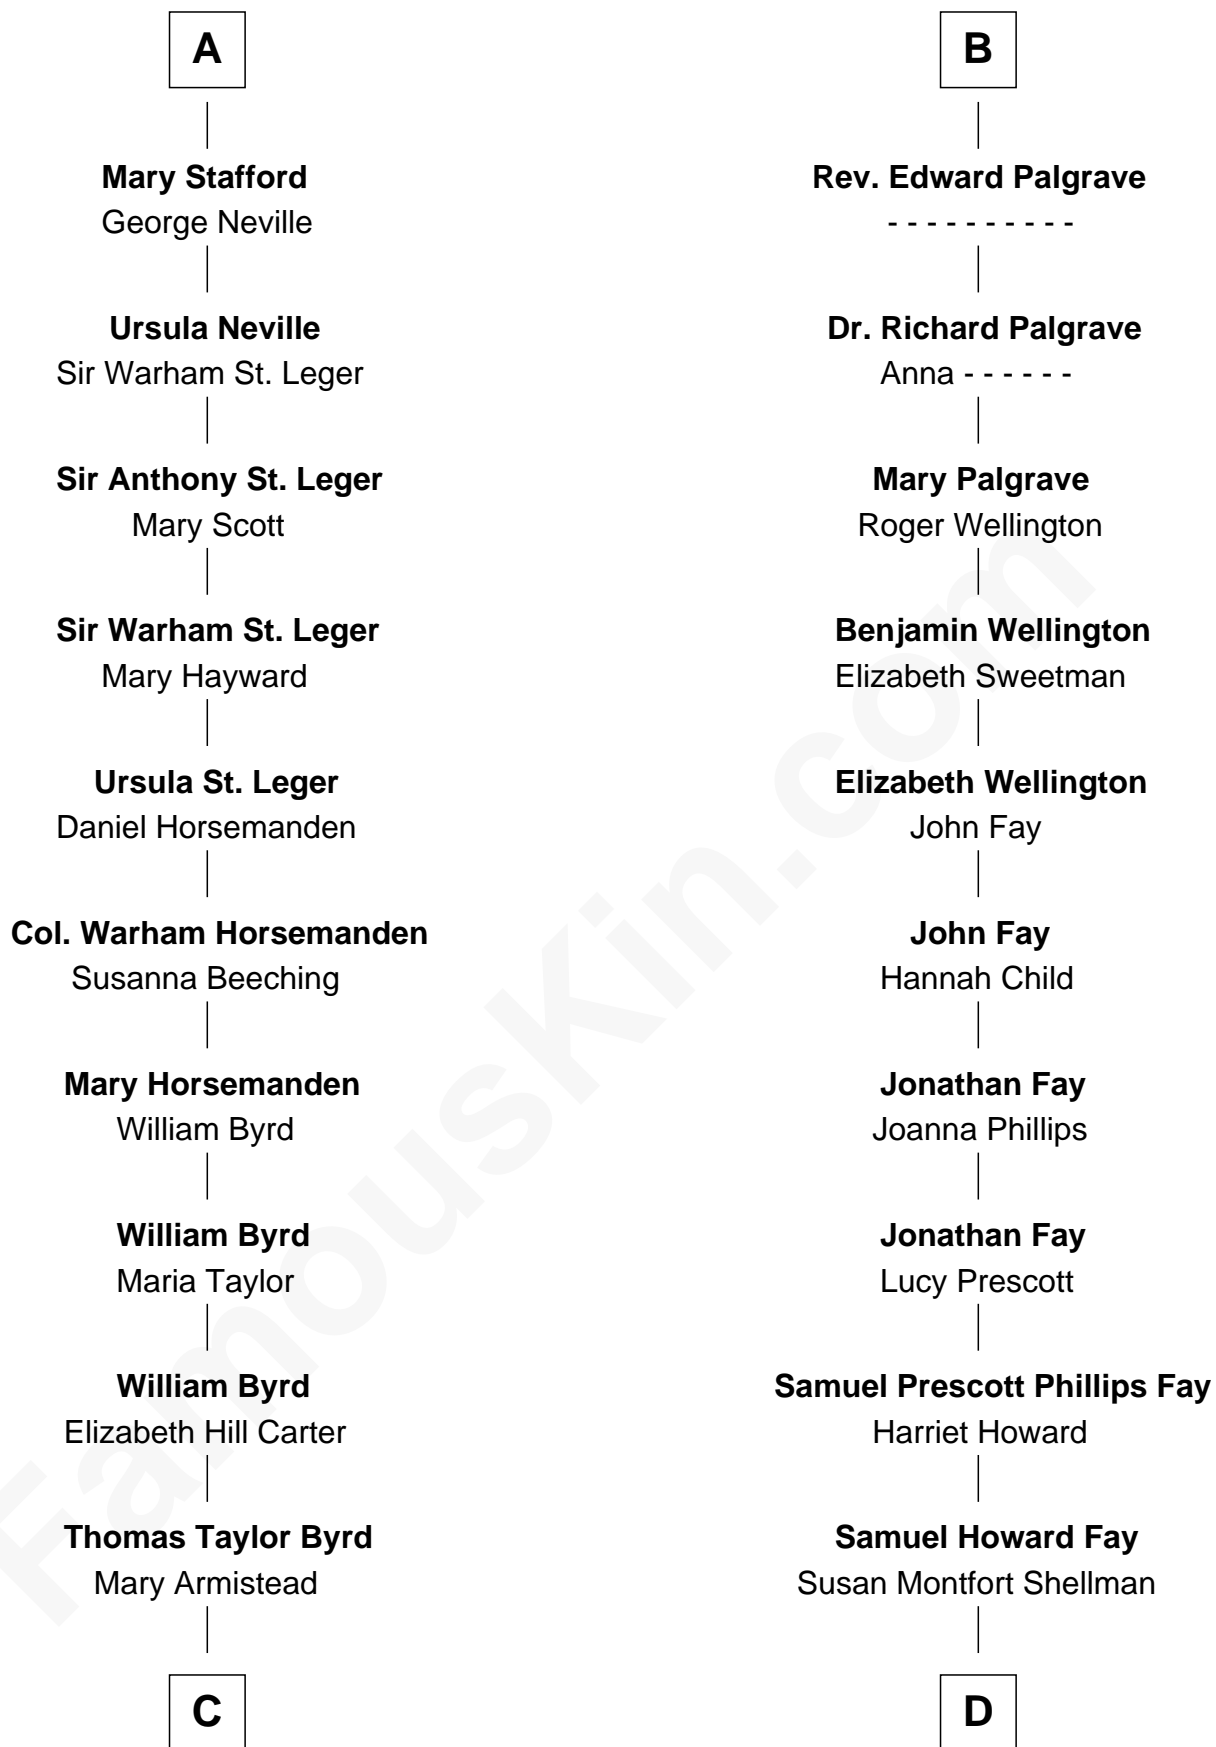 A
Mary Stafford
George Neville
Ursula Neville
Sir Warham St. Leger
Sir Anthony St. Leger
Mary Scott
Sir Warham St. Leger
Mary Hayward
Ursula St. Leger
Daniel Horsemanden
Col. Warham Horsemanden
Susanna Beeching
Mary Horsemanden
William Byrd
William Byrd
Maria Taylor
William Byrd
Elizabeth Hill Carter
Thomas Taylor Byrd
Mary Armistead
C
B
Rev. Edward Palgrave
- - - - - - - - - -
Dr. Richard Palgrave
Anna - - - - - -
Mary Palgrave
Roger Wellington
Benjamin Wellington
Elizabeth Sweetman
Elizabeth Wellington
John Fay
John Fay
Hannah Child
Jonathan Fay
Joanna Phillips
Jonathan Fay
Lucy Prescott
Samuel Prescott Phillips Fay
Harriet Howard
Samuel Howard Fay
Susan Montfort Shellman
D
FamousKin.com